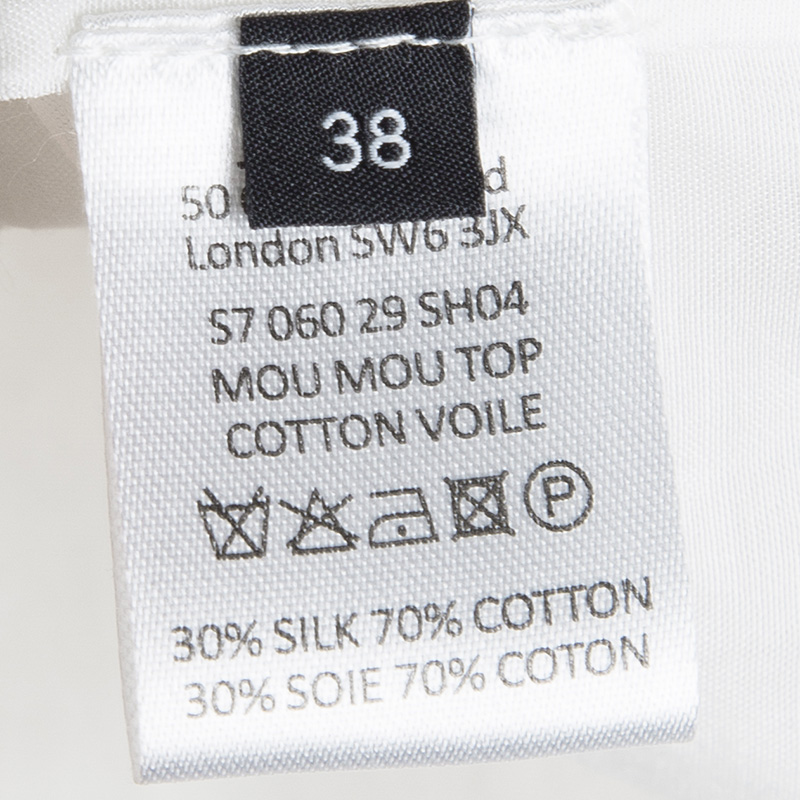 38
50
London SW6 3JX
S7 060 29 SH04
MOU MOU TOP
COTTON VOILE
P
30% SILK 70% COTTON
30% SOIE 70% COTON